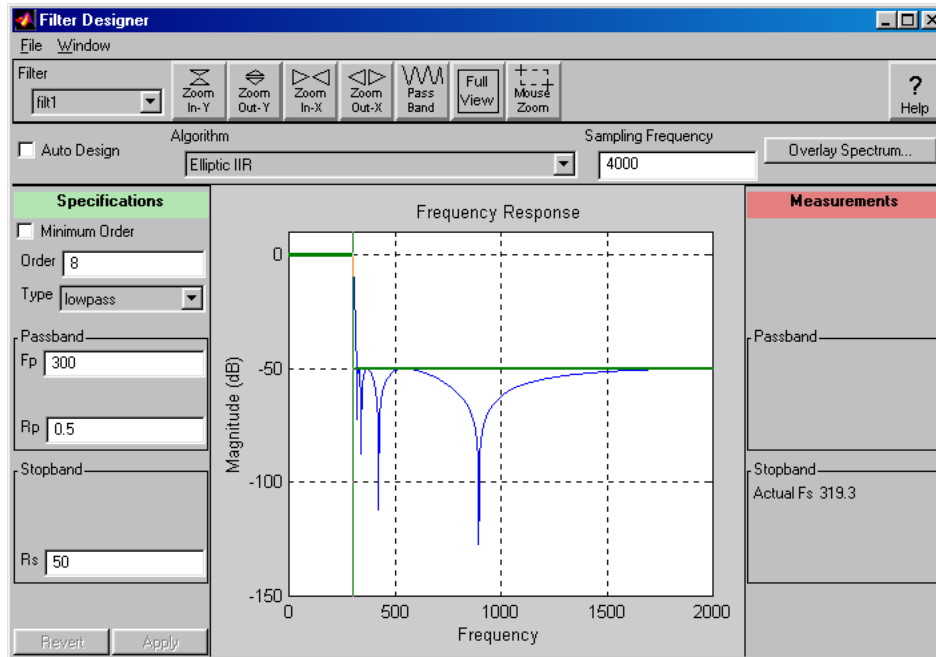 Filter Designer
File Window
Filter
filt1
Zoom In-Y
Zoom Out-Y
Zoom In-X
Zoom Out-X
Pass Band
Full View
Mouse Zoom
?
Help
Auto Design
Algorithm
Elliptic IIR
Sampling Frequency
4000
Overlay Spectrum...
Specifications
Minimum Order
Order 8
Type lowpass
Passband
Fp 300
Rp 0.5
Stopband
Rs 50
Revert Apply
Frequency Response
Magnitude (dB)
0
-50
-100
-150
0 500 1000 1500 2000
Frequency
Measurements
Passband
Stopband
Actual Fs 319.3